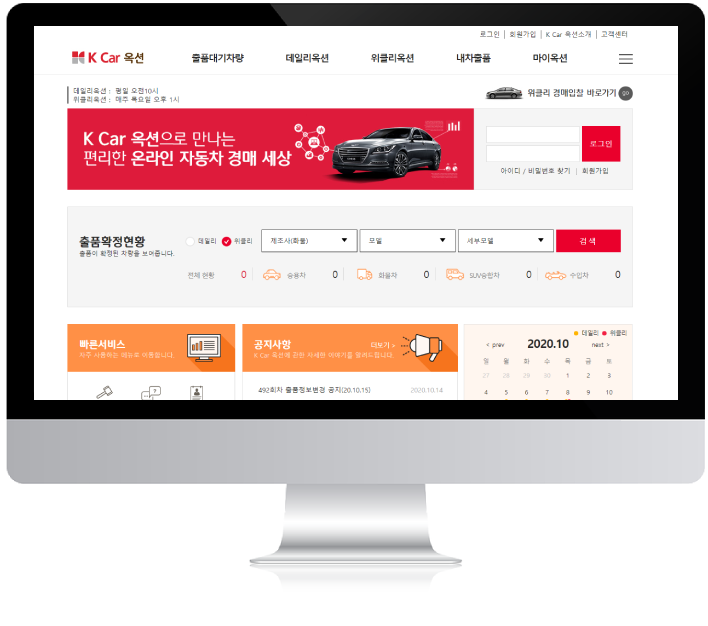 로그인 | 회원가입 | K Car 옥션소개 | 고객센터
K Car 옥션 출품대기차량 데일리옥션 위클리옥션 내차출품 마이옥션
데일리옥션 : 평일 오전10시
위클리옥션 : 매주 목요일 오후 1시
위클리 경매입찰 바로가기 go
K Car 옥션으로 만나는
편리한 온라인 자동차 경매 세상
로그인
아이디 / 비밀번호 찾기 | 회원가입
출품확정현황
출품이 확정된 차량을 보여줍니다.
데일리 위클리 제조사(화물) 모델 세부모델 검색
전체 현황 0 승용차 0 화물차 0 SUV승합차 0 수입차 0
빠른서비스
자주 사용하는 메뉴로 이동합니다.
공지사항 더보기 >
K Car 옥션에 관한 자세한 이야기를 알려드립니다.
492회차 출품정보변경 공지(20.10.15) 2020.10.14
데일리 위클리
< prev 2020.10 next >
일 월 화 수 목 금 토
27 28 29 30 1 2 3
4 5 6 7 8 9 10